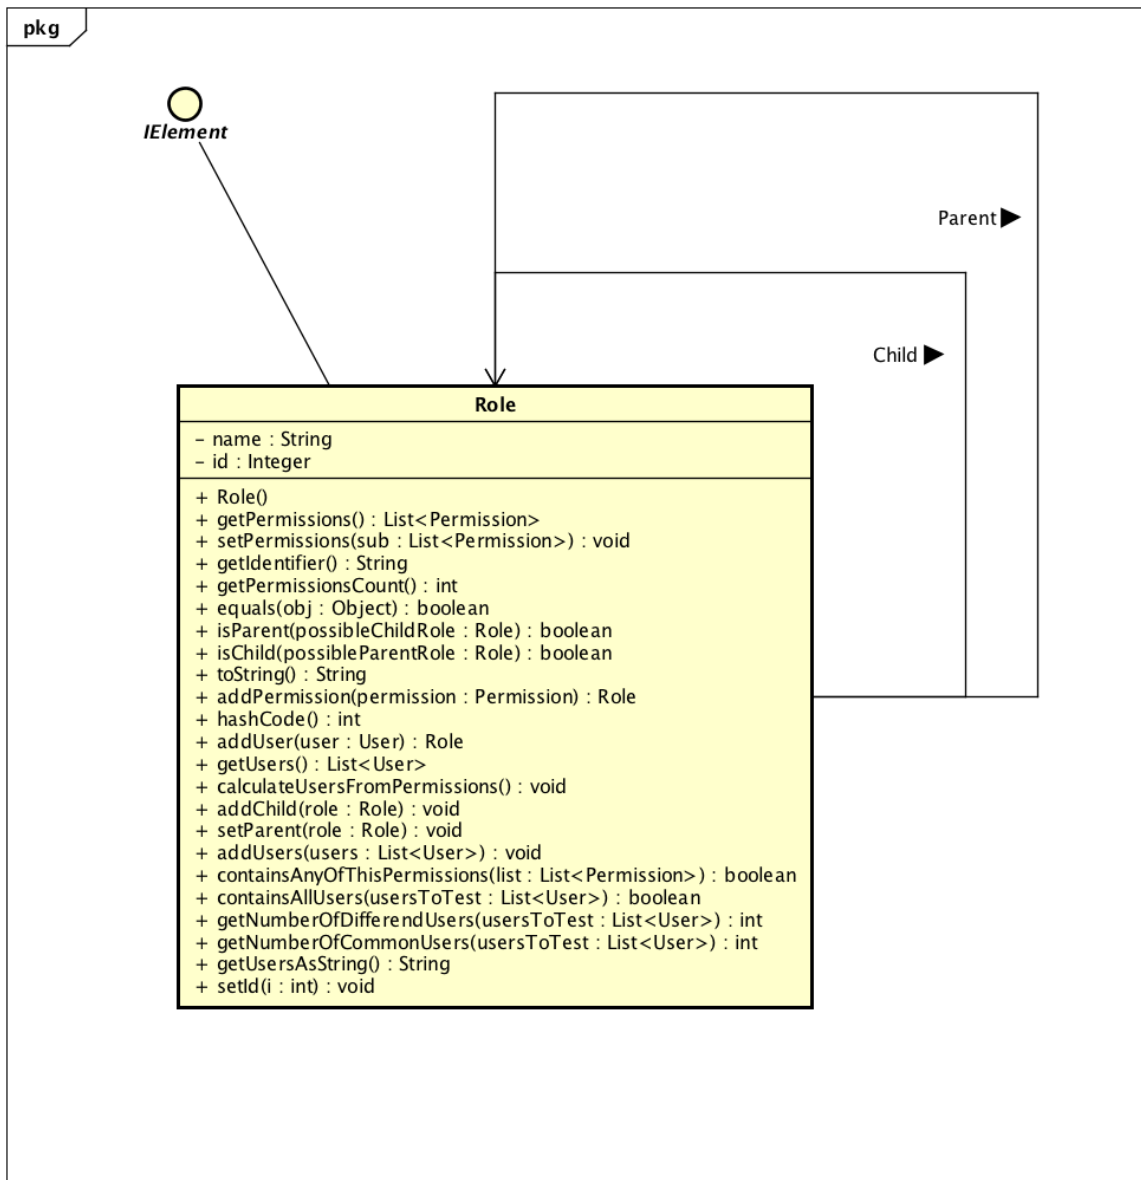 pkg
IElement
Parent
Child
Role
- name : String
- id : Integer
+ Role()
+ getPermissions() : List<Permission>
+ setPermissions(sub : List<Permission>) : void
+ getIdentifier() : String
+ getPermissionsCount() : int
+ equals(obj : Object) : boolean
+ isParent(possibleChildRole : Role) : boolean
+ isChild(possibleParentRole : Role) : boolean
+ toString() : String
+ addPermission(permission : Permission) : Role
+ hashCode() : int
+ addUser(user : User) : Role
+ getUsers() : List<User>
+ calculateUsersFromPermissions() : void
+ addChild(role : Role) : void
+ setParent(role : Role) : void
+ addUsers(users : List<User>) : void
+ containsAnyOfThisPermissions(list : List<Permission>) : boolean
+ containsAllUsers(usersToTest : List<User>) : boolean
+ getNumberOfDifferendUsers(usersToTest : List<User>) : int
+ getNumberOfCommonUsers(usersToTest : List<User>) : int
+ getUsersAsString() : String
+ setId(i : int) : void